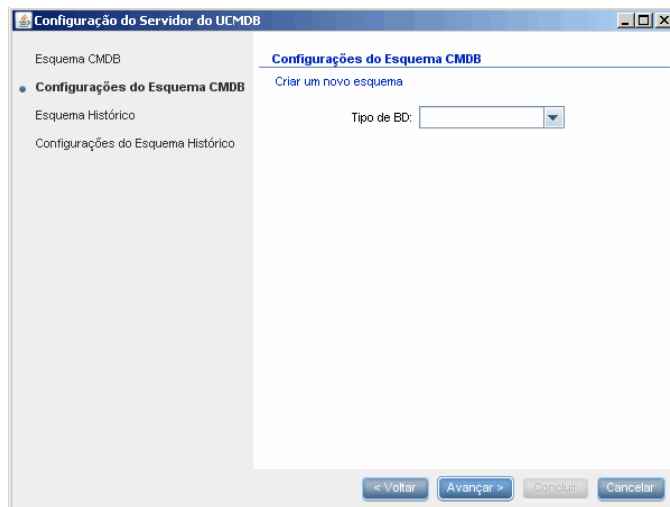 Configuração do Servidor do UCMDB
Esquema CMDB
Configurações do Esquema CMDB
Esquema Histórico
Configurações do Esquema Histórico
Configurações do Esquema CMDB
Criar um novo esquema
Tipo de BD:
< Voltar
Avançar >
Concluir
Cancelar